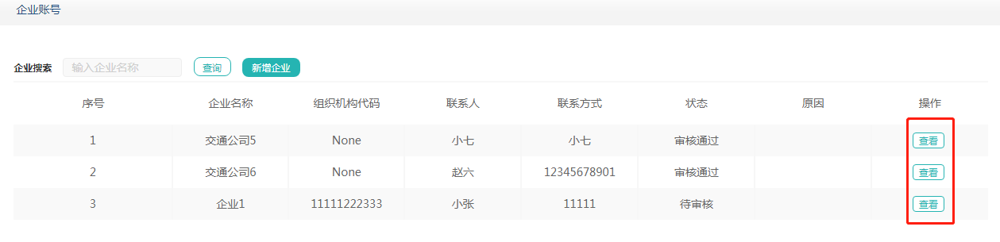 企业账号
企业搜索 输入企业名称 查询 新增企业
序号 企业名称 组织机构代码 联系人 联系方式 状态 原因 操作
1 交通公司5 None 小七 小七 审核通过 查看
2 交通公司6 None 赵六 12345678901 审核通过 查看
3 企业1 11111222333 小张 11111 待审核 查看